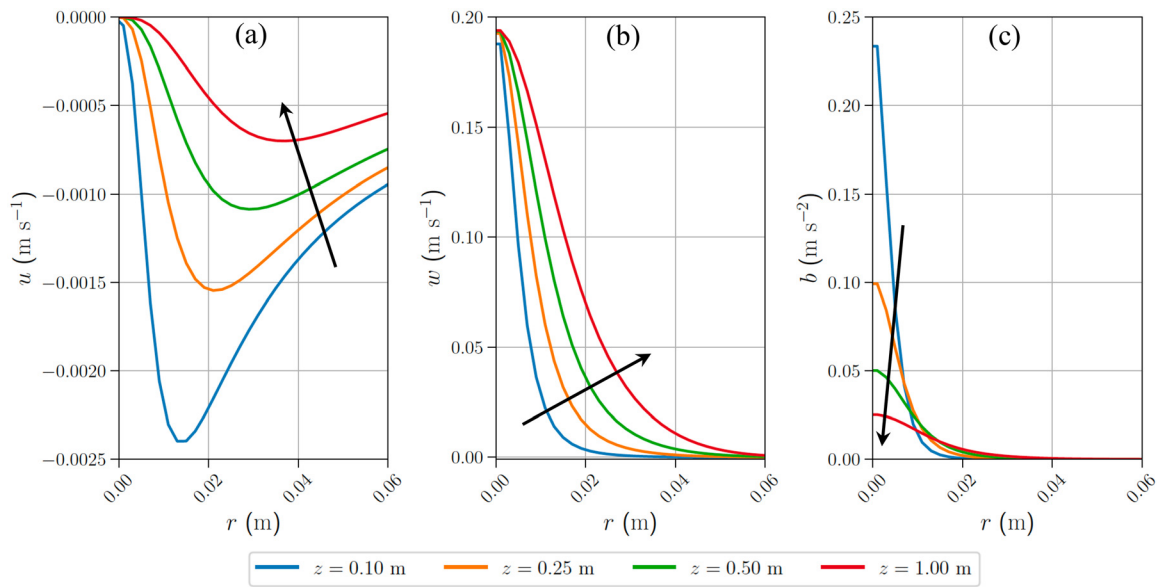 (a)
0.0000
−0.0005
−0.0010
−0.0015
−0.0020
−0.0025
u (m s⁻¹)
0.00
0.02
0.04
0.06
r (m)
(b)
0.20
0.15
0.10
0.05
0.00
w (m s⁻¹)
0.00
0.02
0.04
0.06
r (m)
(c)
0.25
0.20
0.15
0.10
0.05
0.00
b (m s⁻²)
0.00
0.02
0.04
0.06
r (m)
z = 0.10 m
z = 0.25 m
z = 0.50 m
z = 1.00 m